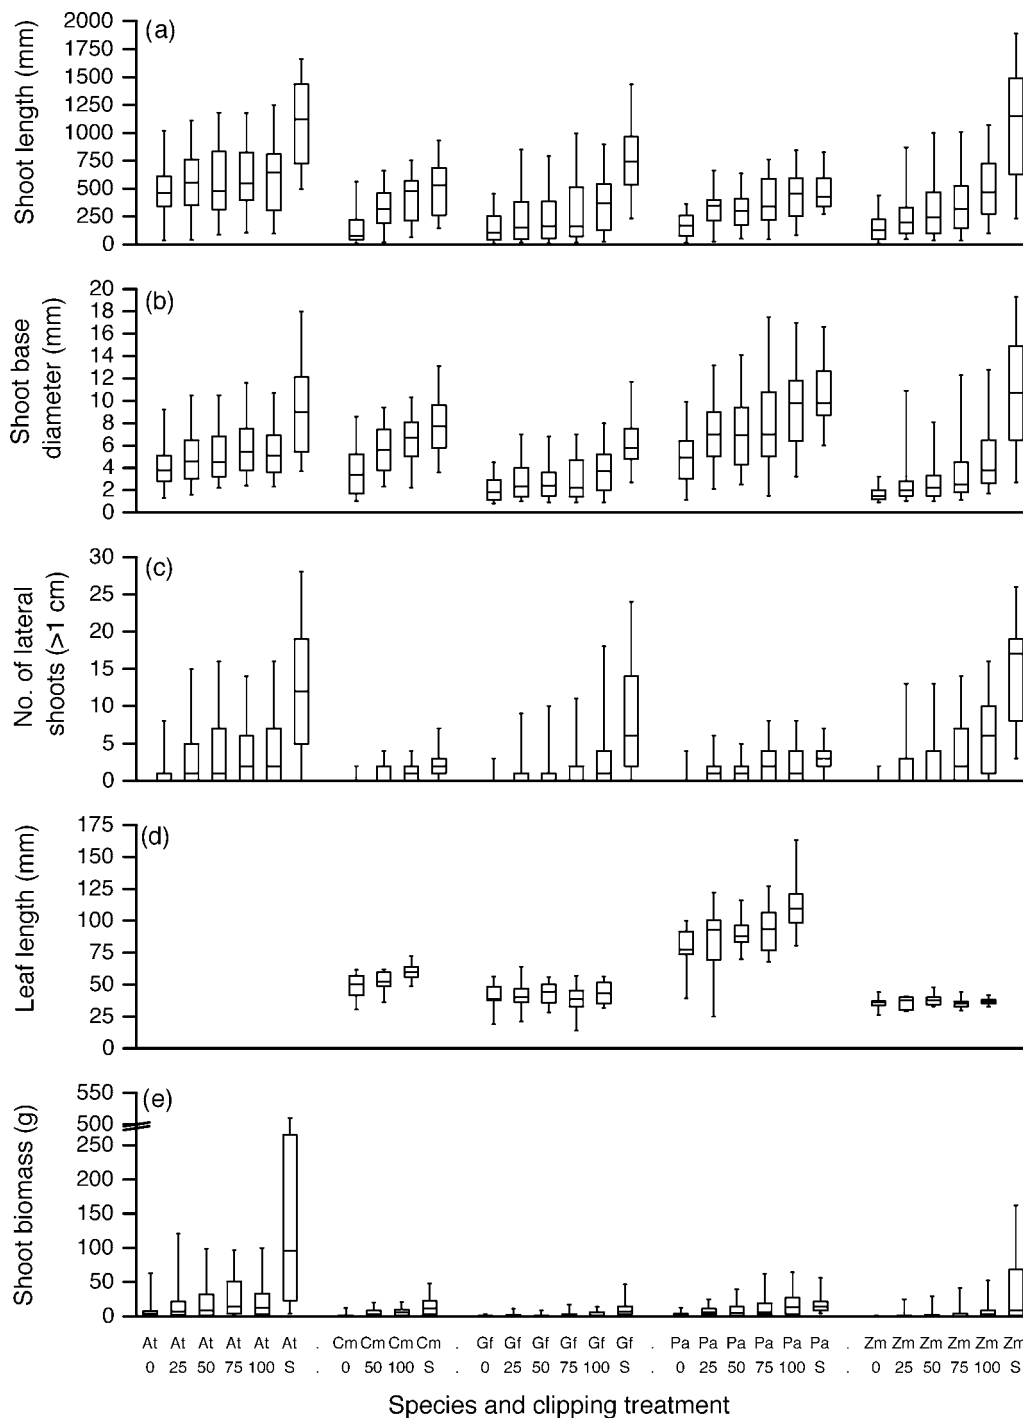 (a)
Shoot length (mm)
2000
1750
1500
1250
1000
750
500
250
0
(b)
Shoot base
diameter (mm)
20
18
16
14
12
10
8
6
4
2
0
(c)
No. of lateral
shoots (>1 cm)
30
25
20
15
10
5
0
(d)
Leaf length (mm)
175
150
125
100
75
50
25
0
(e)
Shoot biomass (g)
550
500
250
200
150
100
50
0
At At At At At At . Cm Cm Cm Cm . Gf Gf Gf Gf Gf Gf . Pa Pa Pa Pa Pa Pa . Zm Zm Zm Zm Zm Zm
0 25 50 75 100 S . 0 50 100 S . 0 25 50 75 100 S . 0 25 50 75 100 S . 0 25 50 75 100 S
Species and clipping treatment